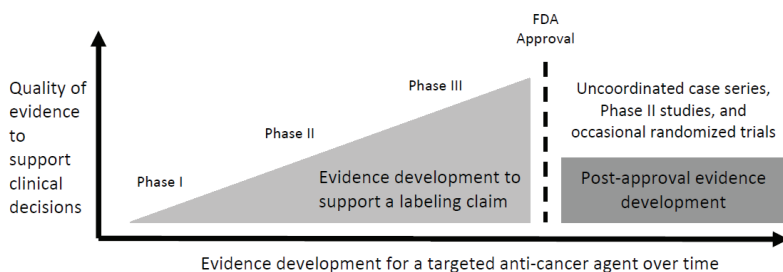 FDA
Approval
Quality of
evidence
to
support
clinical
decisions
Phase I
Phase II
Phase III
Evidence development to
support a labeling claim
Uncoordinated case series,
Phase II studies, and
occasional randomized trials
Post-approval evidence
development
Evidence development for a targeted anti-cancer agent over time